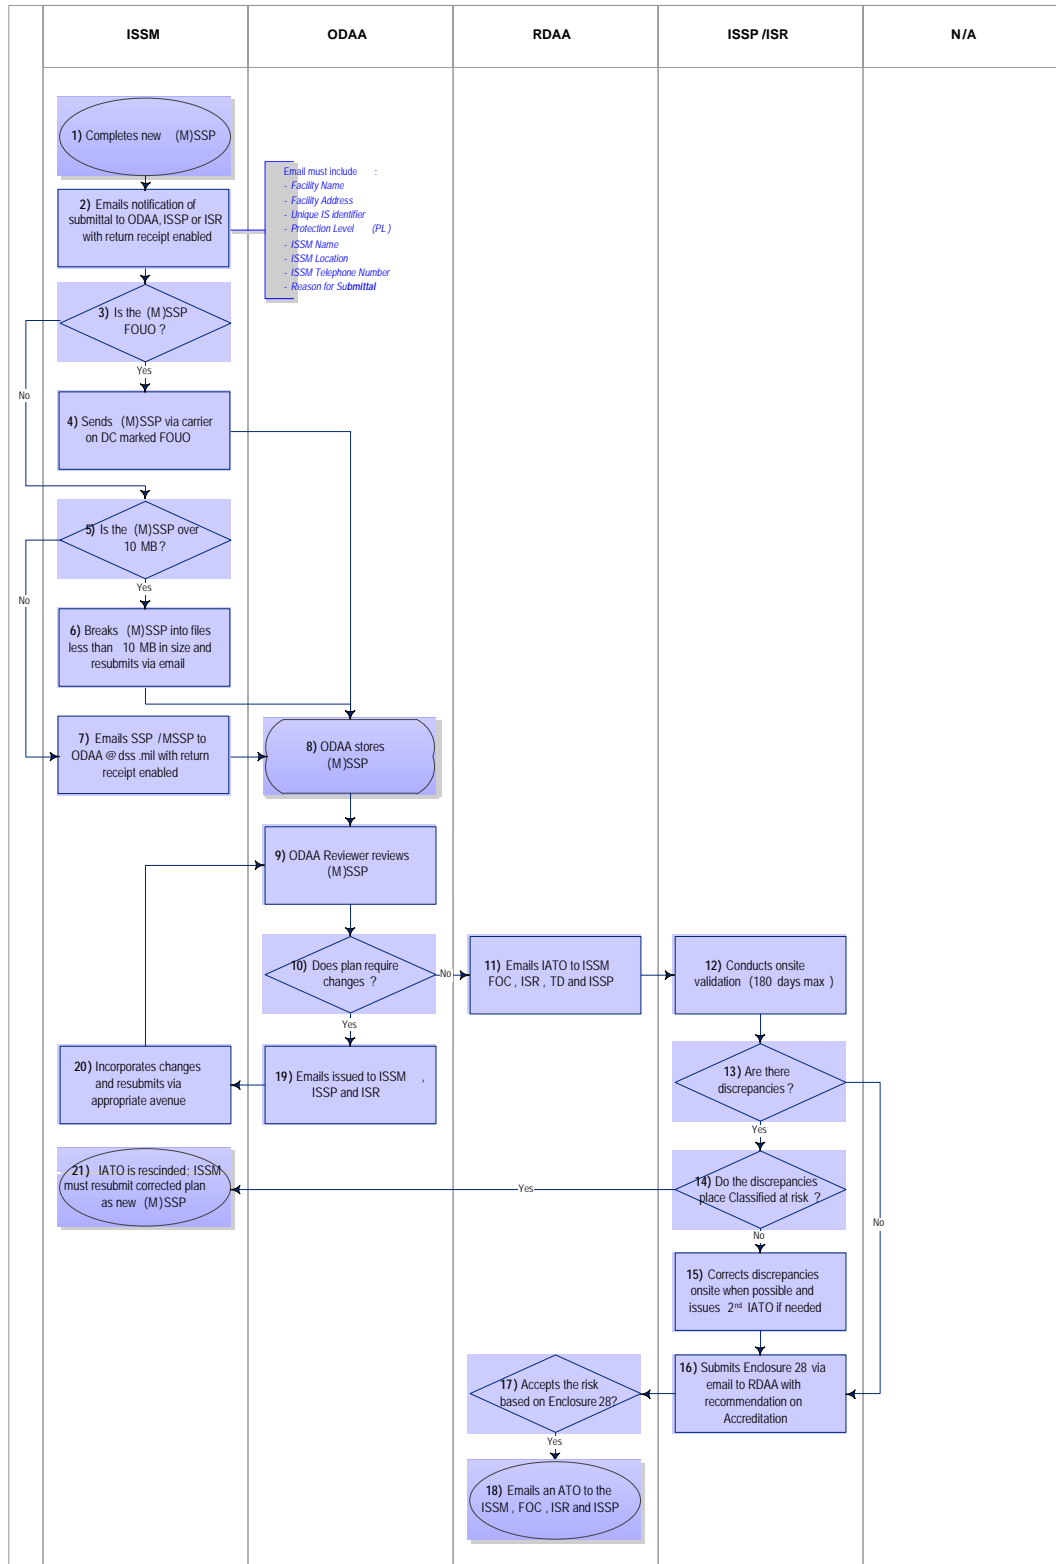 ISSM
ODAA
RDAA
ISSP /ISR
N/A
1) Completes new (M)SSP
2) Emails notification of
submittal to ODAA, ISSP or ISR
with return receipt enabled
Email must include :
- Facility Name
- Facility Address
- Unique IS identifier
- Protection Level (PL )
- ISSM Name
- ISSM Location
- ISSM Telephone Number
- Reason for Submittal
3) Is the (M)SSP
FOUO ?
Yes
No
4) Sends (M)SSP via carrier
on DC marked FOUO
5) Is the (M)SSP over
10 MB ?
Yes
No
6) Breaks (M)SSP into files
less than 10 MB in size and
resubmits via email
7) Emails SSP /MSSP to
ODAA @ dss .mil with return
receipt enabled
8) ODAA stores
(M)SSP
9) ODAA Reviewer reviews
(M)SSP
10) Does plan require
changes ?
No
Yes
11) Emails IATO to ISSM
FOC , ISR , TD and ISSP
12) Conducts onsite
validation (180 days max )
13) Are there
discrepancies ?
Yes
No
14) Do the discrepancies
place Classified at risk ?
Yes
No
15) Corrects discrepancies
onsite when possible and
issues 2nd IATO if needed
16) Submits Enclosure 28 via
email to RDAA with
recommendation on
Accreditation
17) Accepts the risk
based on Enclosure 28?
Yes
18) Emails an ATO to the
ISSM , FOC , ISR and ISSP
19) Emails issued to ISSM ,
ISSP and ISR
20) Incorporates changes
and resubmits via
appropriate avenue
21) IATO is rescinded; ISSM
must resubmit corrected plan
as new (M)SSP